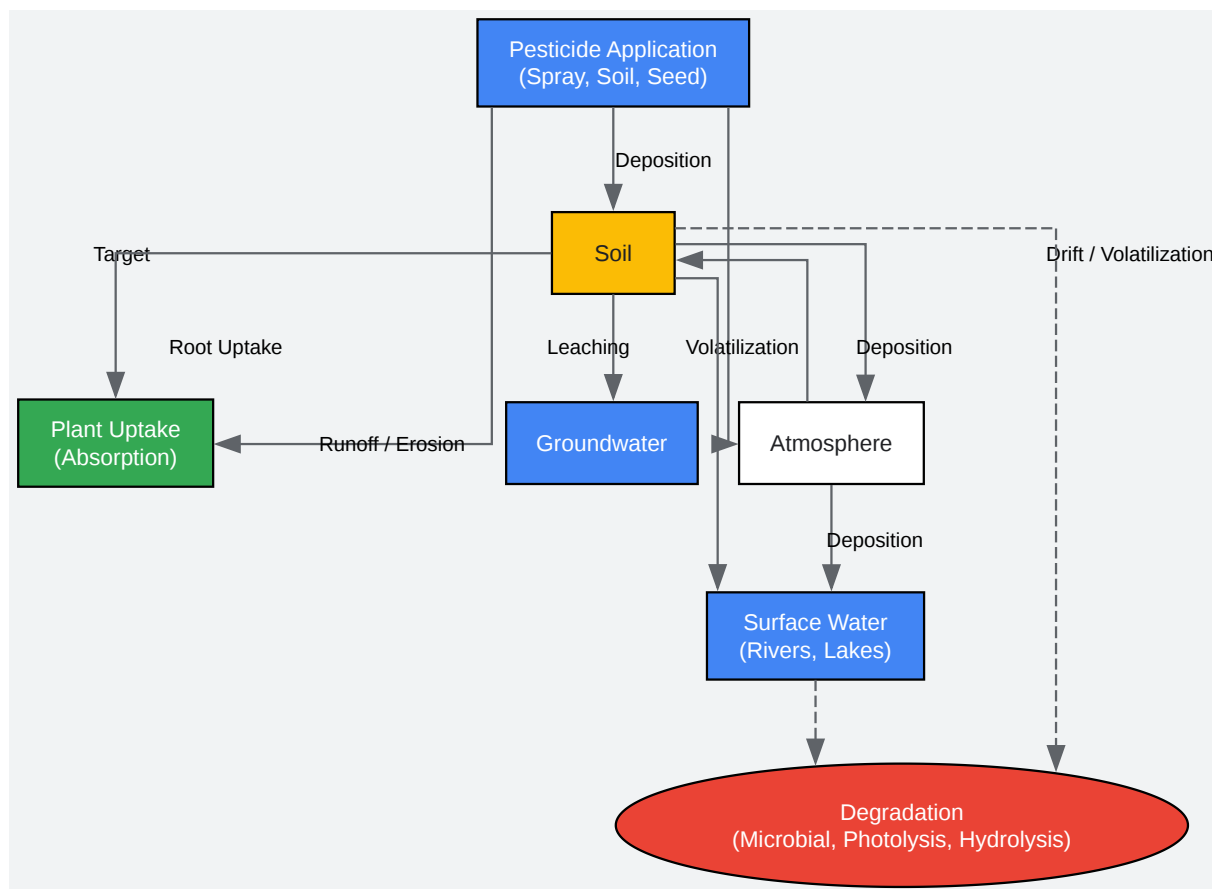 Pesticide Application
(Spray, Soil, Seed)
Deposition
Soil
Target
Drift / Volatilization
Root Uptake
Leaching
Volatilization
Deposition
Plant Uptake
(Absorption)
Runoff / Erosion
Groundwater
Atmosphere
Deposition
Surface Water
(Rivers, Lakes)
Degradation
(Microbial, Photolysis, Hydrolysis)